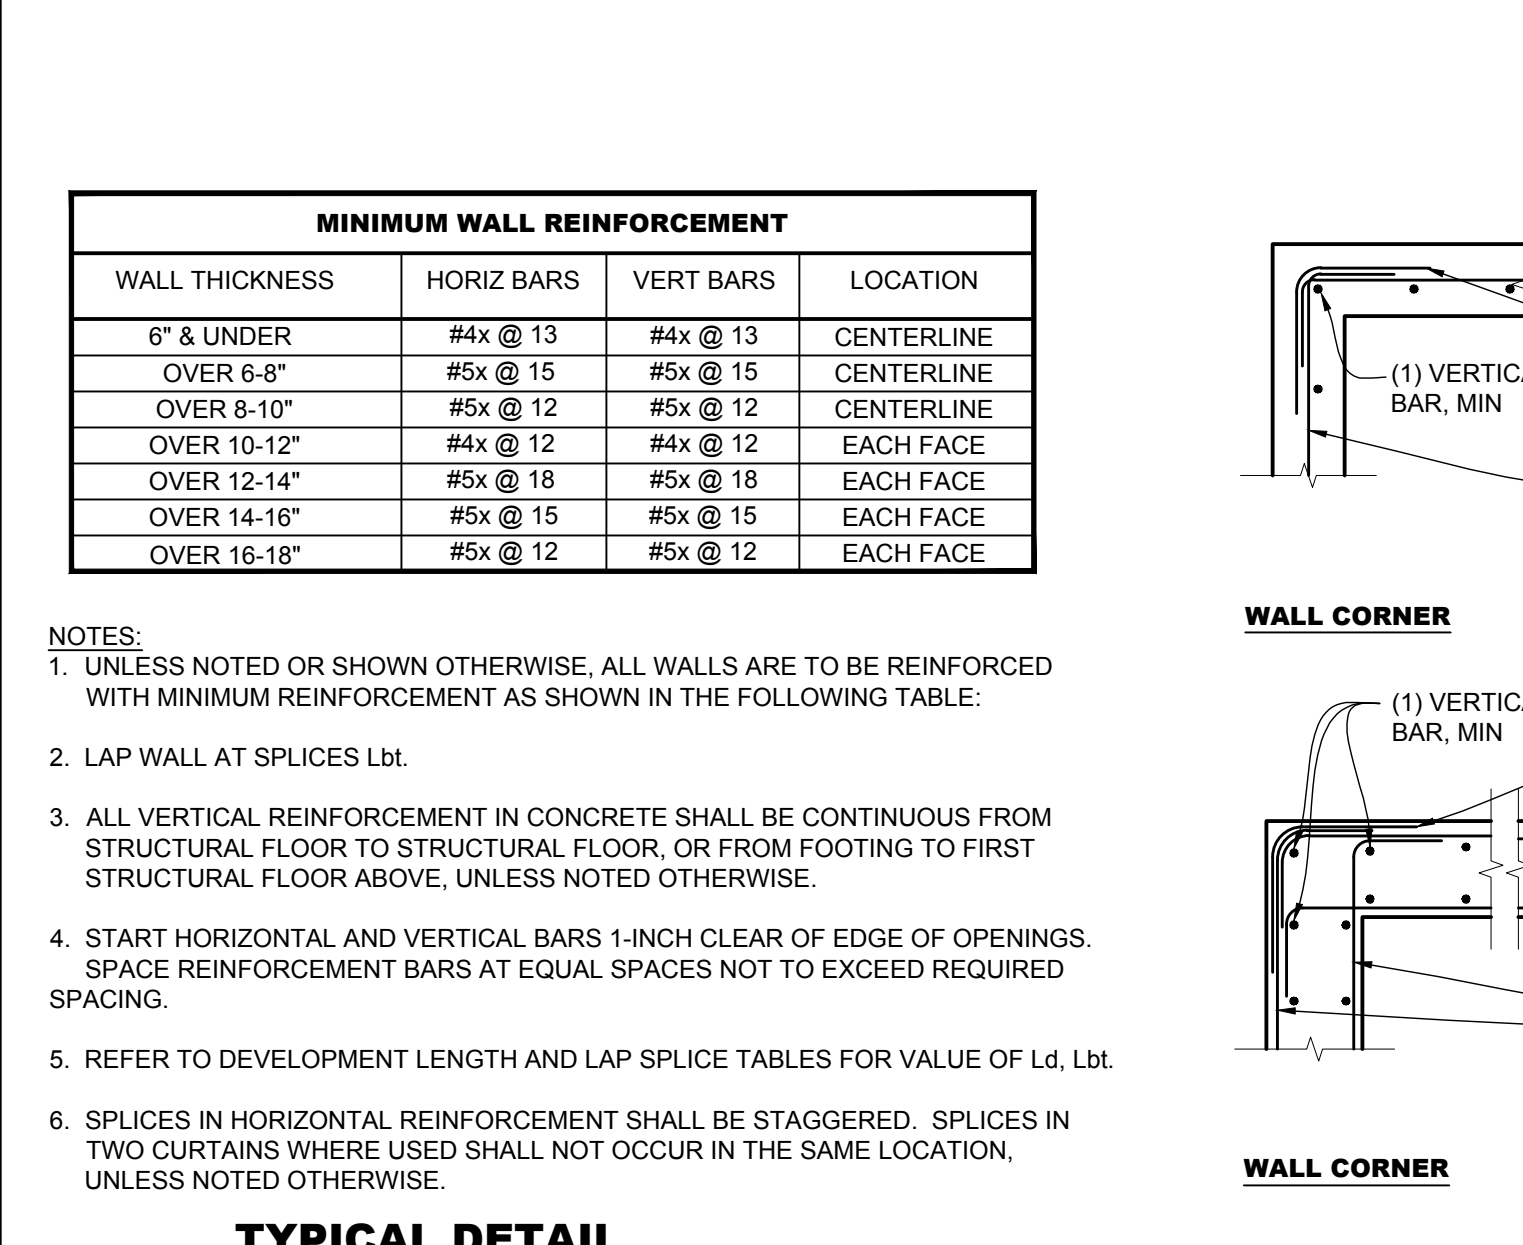 MINIMUM WALL REINFORCEMENT
WALL THICKNESS HORIZ BARS VERT BARS LOCATION
6" & UNDER #4x @ 13 #4x @ 13 CENTERLINE
OVER 6-8" #5x @ 15 #5x @ 15 CENTERLINE
OVER 8-10" #5x @ 12 #5x @ 12 CENTERLINE
OVER 10-12" #4x @ 12 #4x @ 12 EACH FACE
OVER 12-14" #5x @ 18 #5x @ 18 EACH FACE
OVER 14-16" #5x @ 15 #5x @ 15 EACH FACE
OVER 16-18" #5x @ 12 #5x @ 12 EACH FACE
NOTES:
1. UNLESS NOTED OR SHOWN OTHERWISE, ALL WALLS ARE TO BE REINFORCED
WITH MINIMUM REINFORCEMENT AS SHOWN IN THE FOLLOWING TABLE:
2. LAP WALL AT SPLICES Lbt.
3. ALL VERTICAL REINFORCEMENT IN CONCRETE SHALL BE CONTINUOUS FROM
STRUCTURAL FLOOR TO STRUCTURAL FLOOR, OR FROM FOOTING TO FIRST
STRUCTURAL FLOOR ABOVE, UNLESS NOTED OTHERWISE.
4. START HORIZONTAL AND VERTICAL BARS 1-INCH CLEAR OF EDGE OF OPENINGS.
SPACE REINFORCEMENT BARS AT EQUAL SPACES NOT TO EXCEED REQUIRED
SPACING.
5. REFER TO DEVELOPMENT LENGTH AND LAP SPLICE TABLES FOR VALUE OF Ld, Lbt.
6. SPLICES IN HORIZONTAL REINFORCEMENT SHALL BE STAGGERED. SPLICES IN
TWO CURTAINS WHERE USED SHALL NOT OCCUR IN THE SAME LOCATION,
UNLESS NOTED OTHERWISE.
TYPICAL DETAIL
(1)
BAR, MIN
WALL CORNER
(1)
BAR, MIN
WALL CORNER